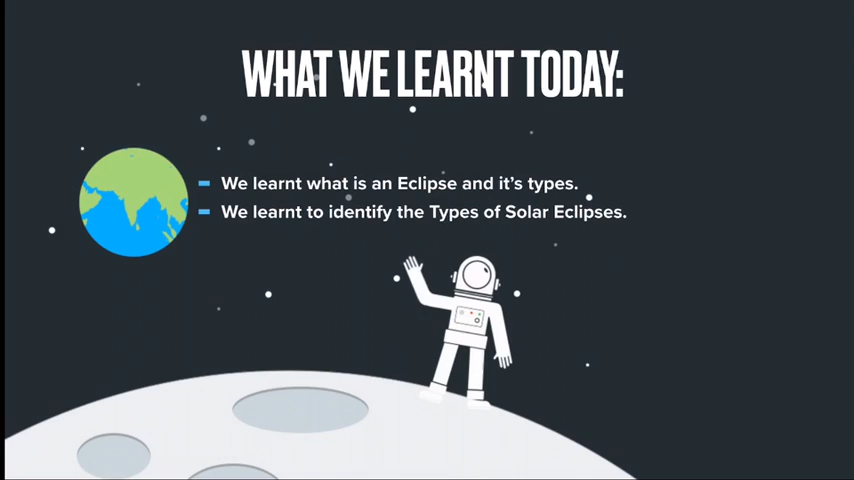 WHAT WE LEARNT TODAY:
We learnt what is an Eclipse and it's types.
We learnt to identify the Types of Solar Eclipses.